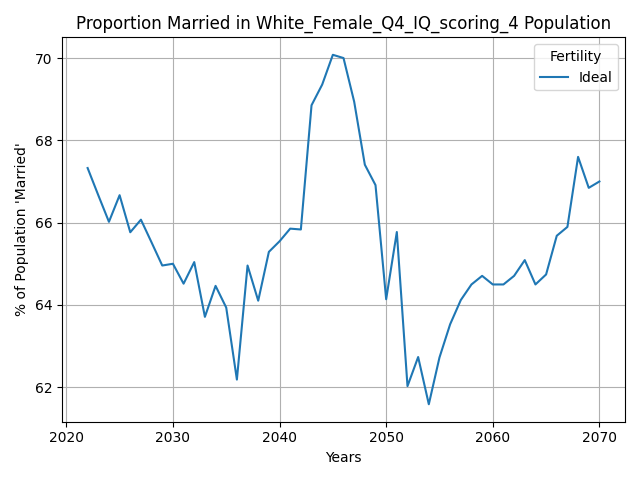 Proportion Married in White_Female_Q4_IQ_scoring_4 Population
Fertility
Ideal
% of Population 'Married'
70
68
66
64
62
2020
2030
2040
2050
2060
2070
Years